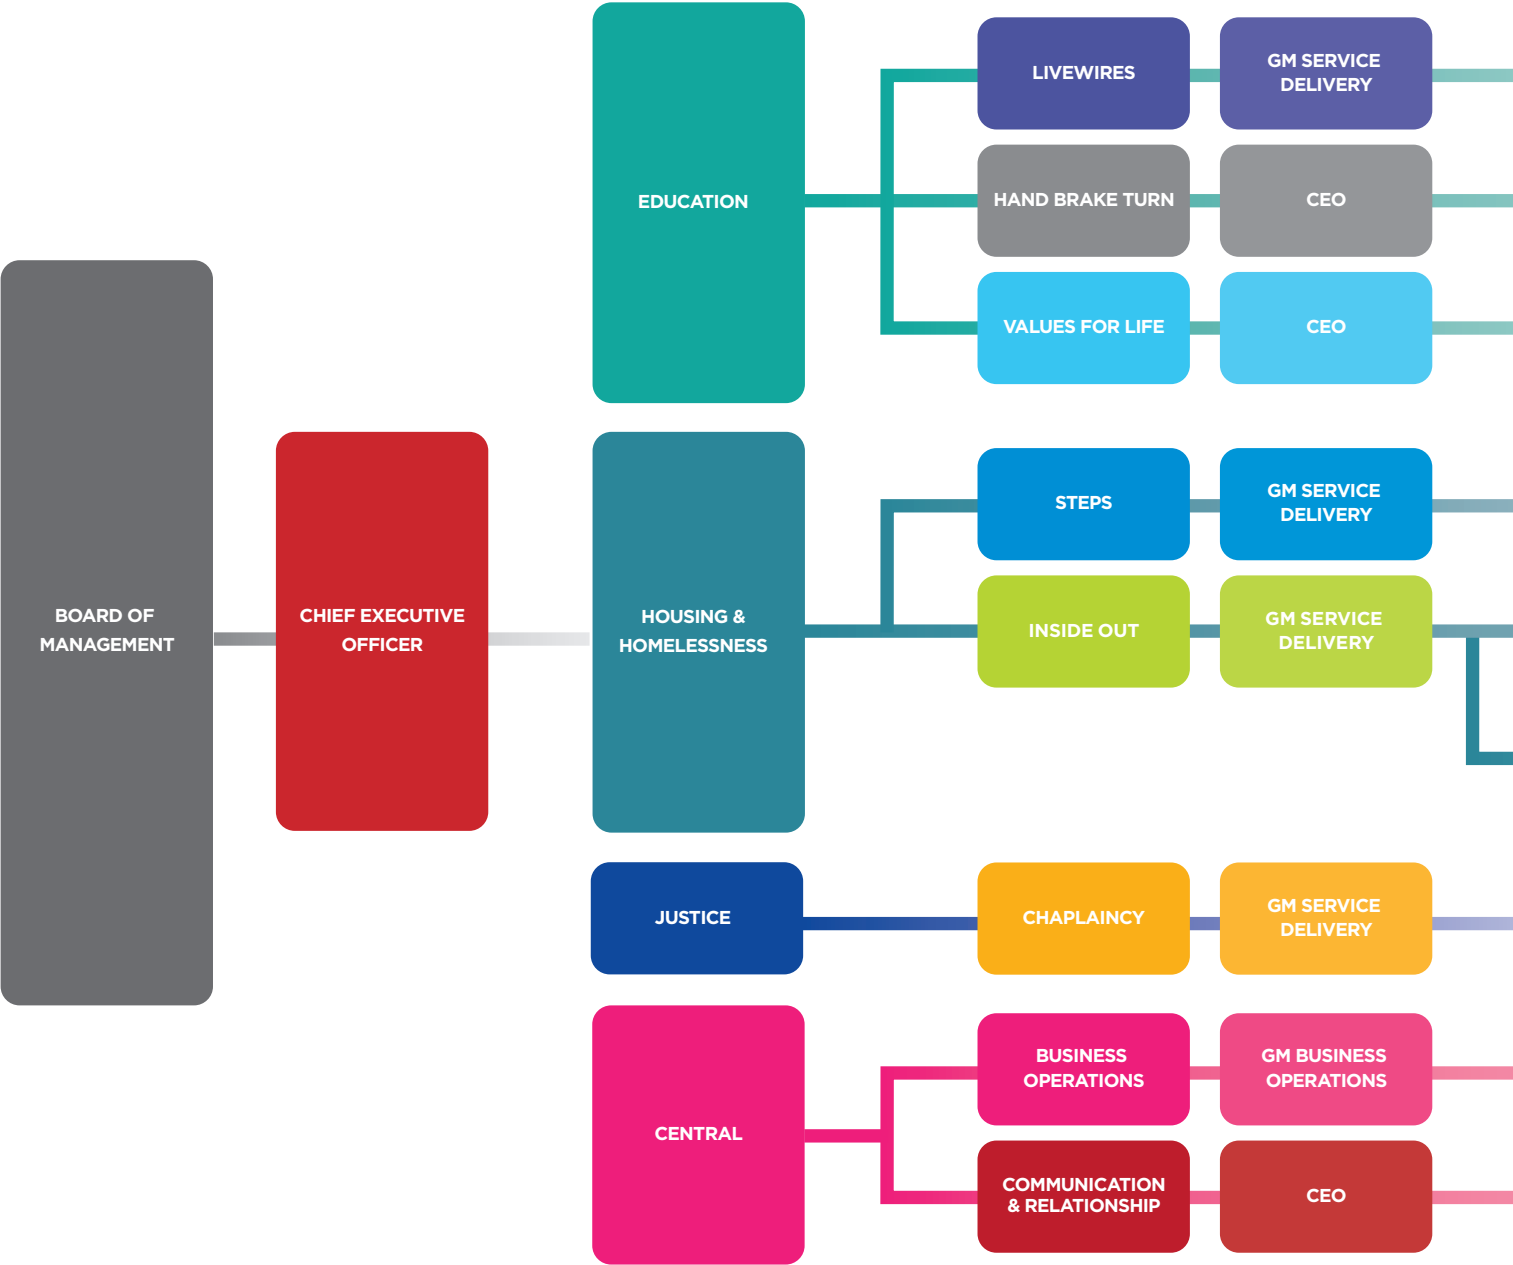 BOARD OF
MANAGEMENT
CHIEF EXECUTIVE
OFFICER
EDUCATION
LIVEWIRES
GM SERVICE
DELIVERY
HAND BRAKE TURN
CEO
VALUES FOR LIFE
CEO
HOUSING &
HOMELESSNESS
STEPS
GM SERVICE
DELIVERY
INSIDE OUT
GM SERVICE
DELIVERY
JUSTICE
CHAPLAINCY
GM SERVICE
DELIVERY
CENTRAL
BUSINESS
OPERATIONS
GM BUSINESS
OPERATIONS
COMMUNICATION
& RELATIONSHIP
CEO